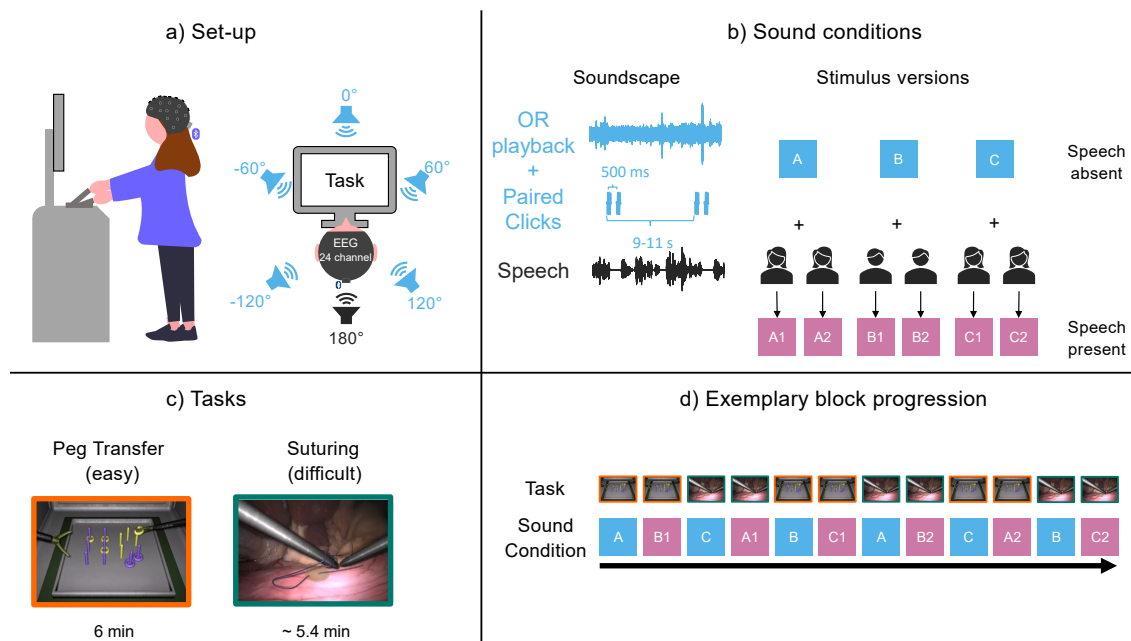 a) Set-up
0°
-60°
60°
Task
EEG
24 channel
-120°
120°
180°
b) Sound conditions
Soundscape
Stimulus versions
OR
playback
+
Paired
Clicks
500 ms
9-11 s
Speech
A
B
C
Speech
absent
+
+
+
A1
A2
B1
B2
C1
C2
Speech
present
c) Tasks
Peg Transfer
(easy)
Suturing
(difficult)
6 min
~ 5.4 min
d) Exemplary block progression
Task
Sound
Condition
A B1 C A1 B C1 A B2 C A2 B C2